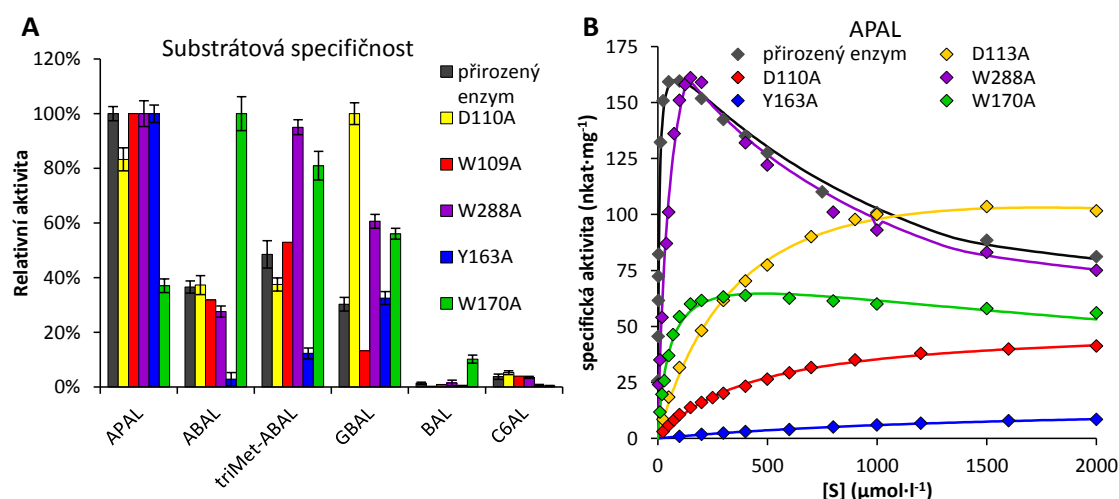 A
Substrátová specifičnost
120%
100%
80%
60%
40%
20%
0%
Relativní aktivita
přirozený
enzym
D110A
W109A
W288A
Y163A
W170A
APAL
ABAL
triMet-ABAL
GBAL
BAL
C6AL
B
APAL
přirozený enzym
D113A
D110A
W288A
Y163A
W170A
175
150
125
100
75
50
25
0
specifická aktivita (nkat·mg⁻¹)
0
500
1000
1500
2000
[S] (µmol·l⁻¹)